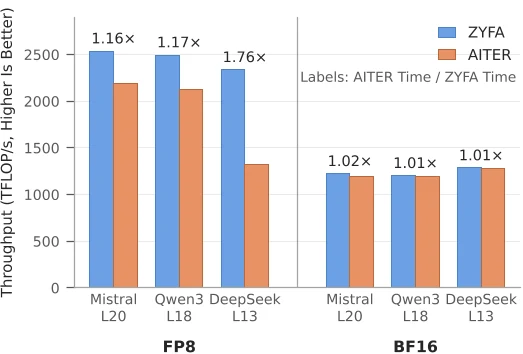 Throughput (TFLOP/s, Higher Is Better)
2500
2000
1500
1000
500
0
1.16×
1.17×
1.76×
1.02×
1.01×
1.01×
ZYFA
AITER
Labels: AITER Time / ZYFA Time
Mistral Qwen3 DeepSeek Mistral Qwen3 DeepSeek
L20 L18 L13 L20 L18 L13
FP8 BF16